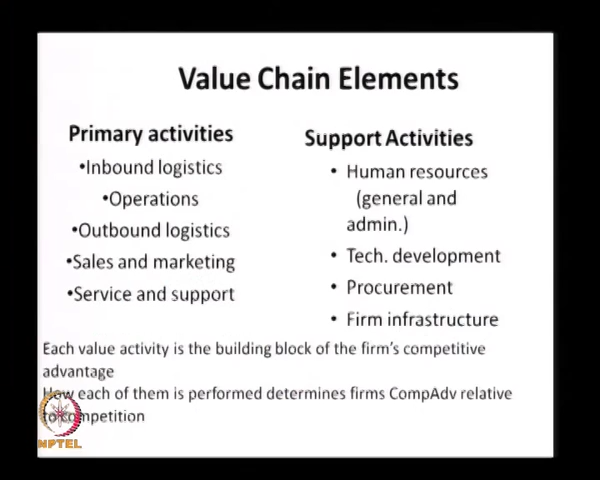 Value Chain Elements
Primary activities
•Inbound logistics
•Operations
•Outbound logistics
•Sales and marketing
•Service and support
Support Activities
• Human resources
(general and
admin.)
• Tech. development
• Procurement
• Firm infrastructure
Each value activity is the building block of the firm's competitive
advantage
How each of them is performed determines firms CompAdv relative
to competition
NPTEL